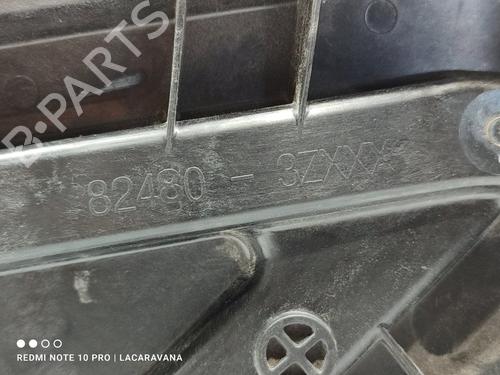 B-PARTS
82480 - 3ZXXX
REDMI NOTE 10 PRO | LACARAVANA